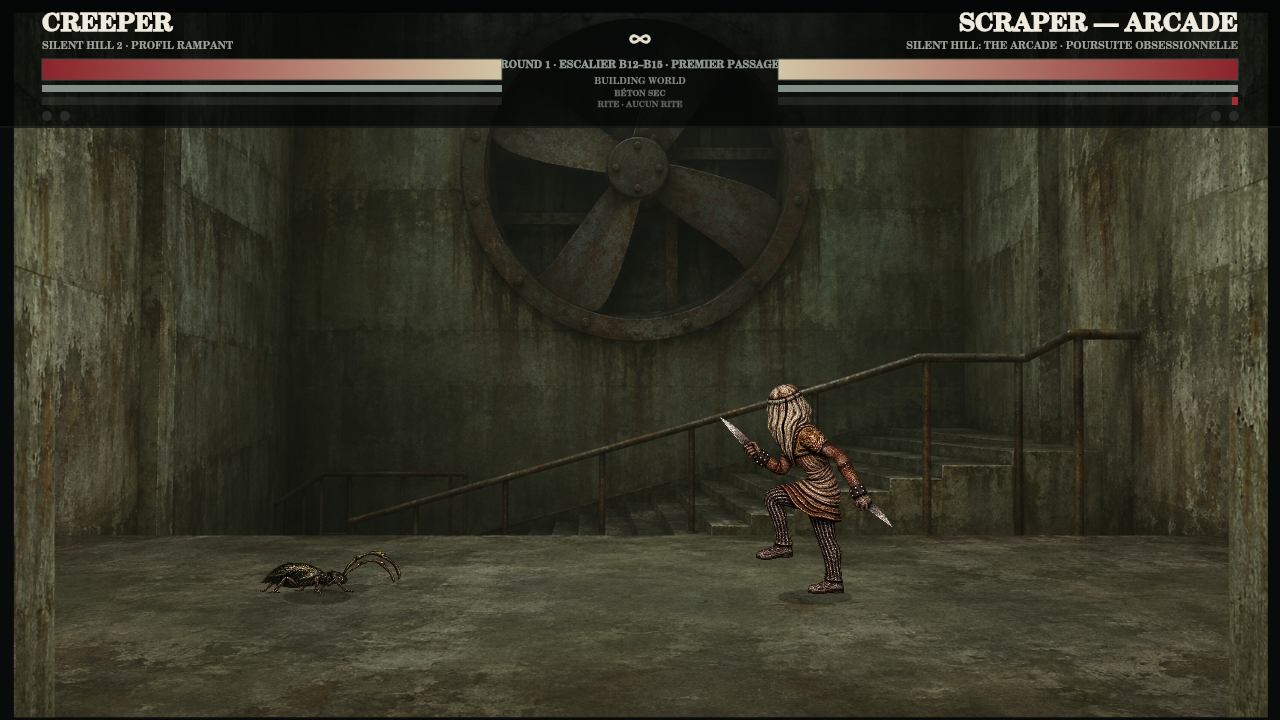 CREEPER
SILENT HILL 2 · PROFIL RAMPANT
∞
ROUND 1 · ESCALIER B12–B15 · PREMIER PASSAGE
BUILDING WORLD
BÉTON SEC
RITE · AUCUN RITE
SCRAPER — ARCADE
SILENT HILL: THE ARCADE · POURSUITE OBSESSIONNELLE